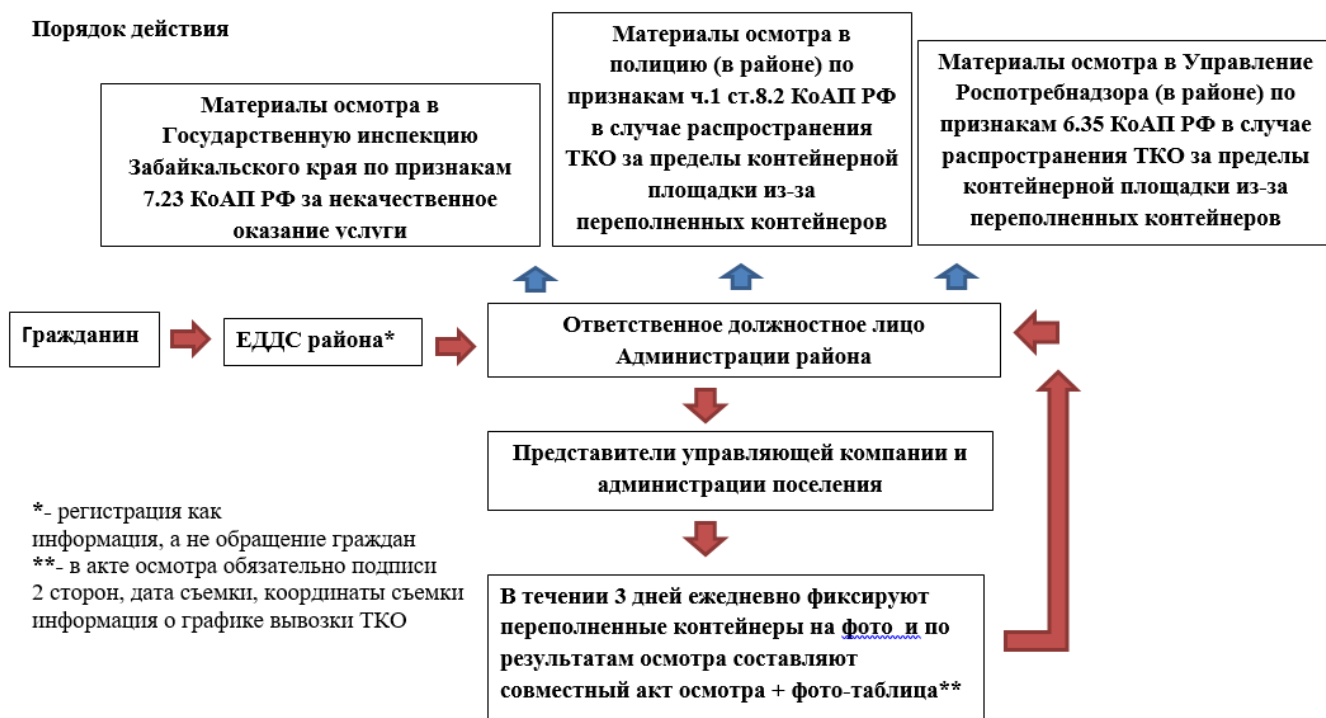 Порядок действия
Материалы осмотра в
Государственную инспекцию
Забайкальского края по признакам
7.23 КоАП РФ за некачественное
оказание услуги
Материалы осмотра в
полицию (в районе) по
признакам ч.1 ст.8.2 КоАП РФ
в случае распространения
ТКО за пределы контейнерной
площадки из-за
переполненных контейнеров
Материалы осмотра в Управление
Роспотребнадзора (в районе) по
признакам 6.35 КоАП РФ в случае
распространения ТКО за пределы
контейнерной площадки из-за
переполненных контейнеров
Гражданин
ЕДДС района*
Ответственное должностное лицо
Администрации района
Представители управляющей компании и
администрации поселения
*- регистрация как
информация, а не обращение граждан
**- в акте осмотра обязательно подписи
2 сторон, дата съемки, координаты съемки
информация о графике вывозки ТКО
В течении 3 дней ежедневно фиксируют
переполненные контейнеры на фото и по
результатам осмотра составляют
совместный акт осмотра + фото-таблица**